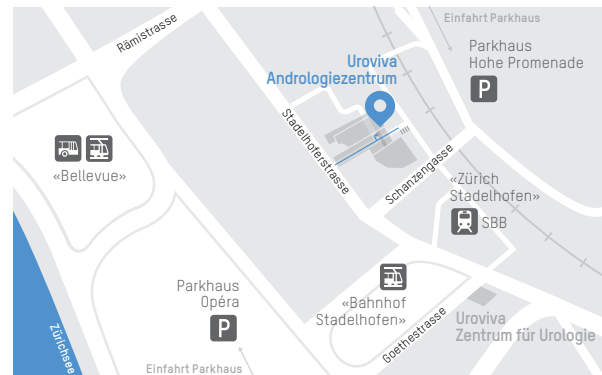 Einfahrt Parkhaus
Rämistrasse
Parkhaus
Hohe Promenade
P
Uroviva
Andrologiezentrum
Stadelhoferstrasse
Schanzengasse
«Bellevue»
«Zürich
Stadelhofen»
SBB
Parkhaus
Opéra
P
«Bahnhof
Stadelhofen»
Goethestrasse
Uroviva
Zentrum für Urologie
Zürichsee
Einfahrt Parkhaus